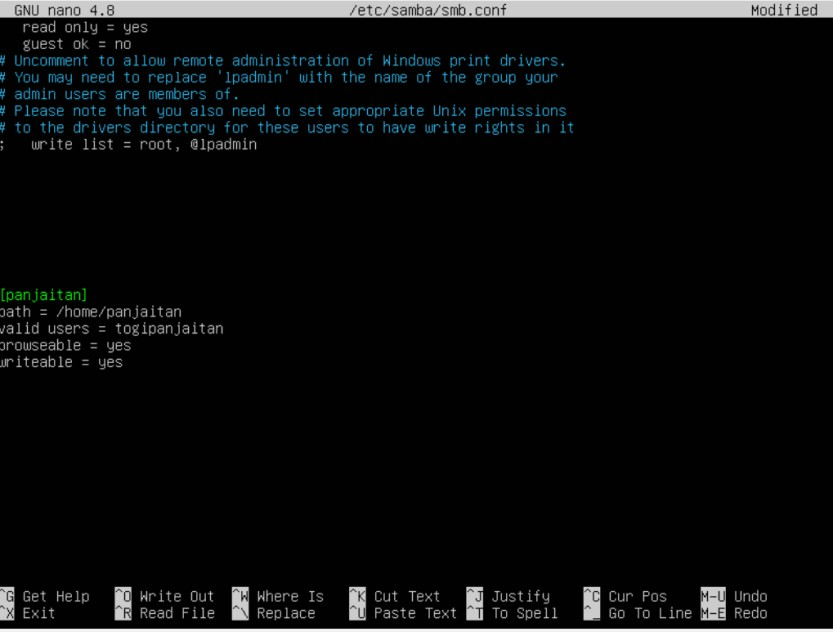 GNU nano 4.8 /etc/samba/smb.conf Modified
read only = yes
guest ok = no
# Uncomment to allow remote administration of Windows print drivers.
# You may need to replace 'lpadmin' with the name of the group your
# admin users are members of.
# Please note that you also need to set appropriate Unix permissions
# to the drivers directory for these users to have write rights in it
;   write list = root, @lpadmin
[panjaitan]
path = /home/panjaitan
valid users = togipanjaitan
browseable = yes
writeable = yes
^G Get Help ^O Write Out ^W Where Is ^K Cut Text ^J Justify ^C Cur Pos M-U Undo
^X Exit ^R Read File ^\ Replace ^U Paste Text ^T To Spell ^_ Go To Line M-E Redo